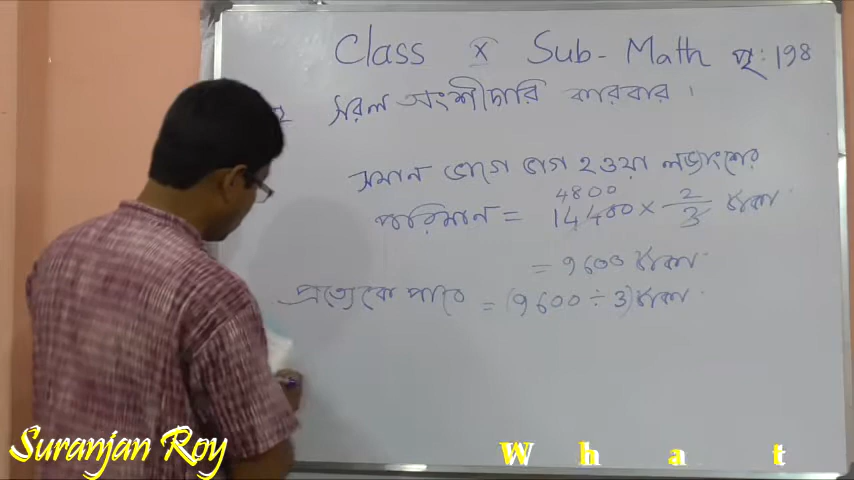 Class X Sub - Math পৃ: 198
সরল অংশীদারি কারবার ।
সমান ভাগে ভাগ হওয়া লভ্যাংশের
পরিমান = 14400 × 2/3 টাকা
4800
= 9600 টাকা
প্রত্যেকে পাবে = (9600 ÷ 3) টাকা
Suranjan Roy
What